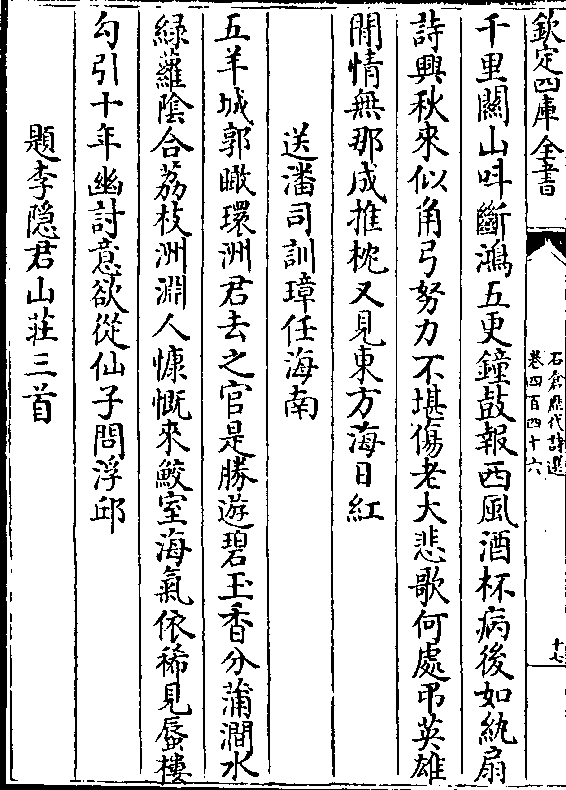 欽定四庫全書
石倉歷代詩選
卷四百四十六
十七
千里關山呌斷鴻五更鐘鼓報西風酒杯病後如紈扇
詩興秋來似角弓努力不堪傷老大悲歌何處弔英雄
關情無那成推枕又見東方海日紅
送潘司訓璋任海南
五羊城郭瞰環洲君去之官是勝遊碧玉香分蒲澗水
緑蘿陰合荔枝洲淵人慷慨來鮫室海氣依稀見蜃樓
勾引十年幽討意欲從仙子問浮邱
題李隠君山莊三首